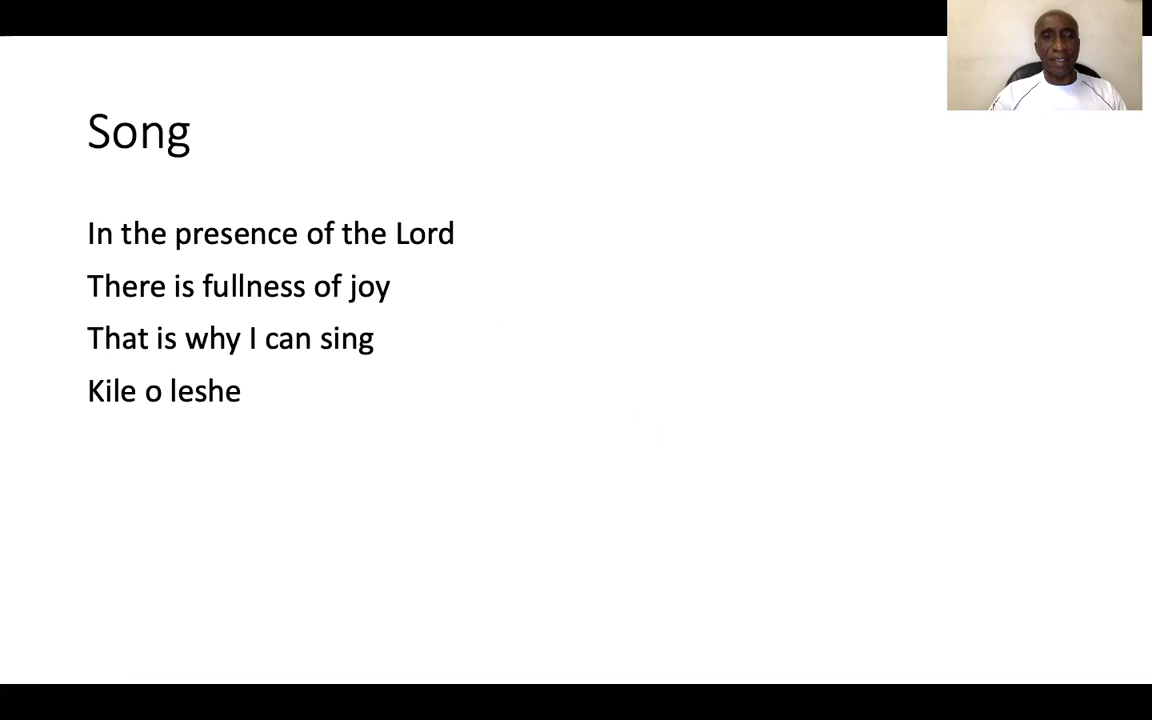 Song
In the presence of the Lord
There is fullness of joy
That is why I can sing
Kile o leshe